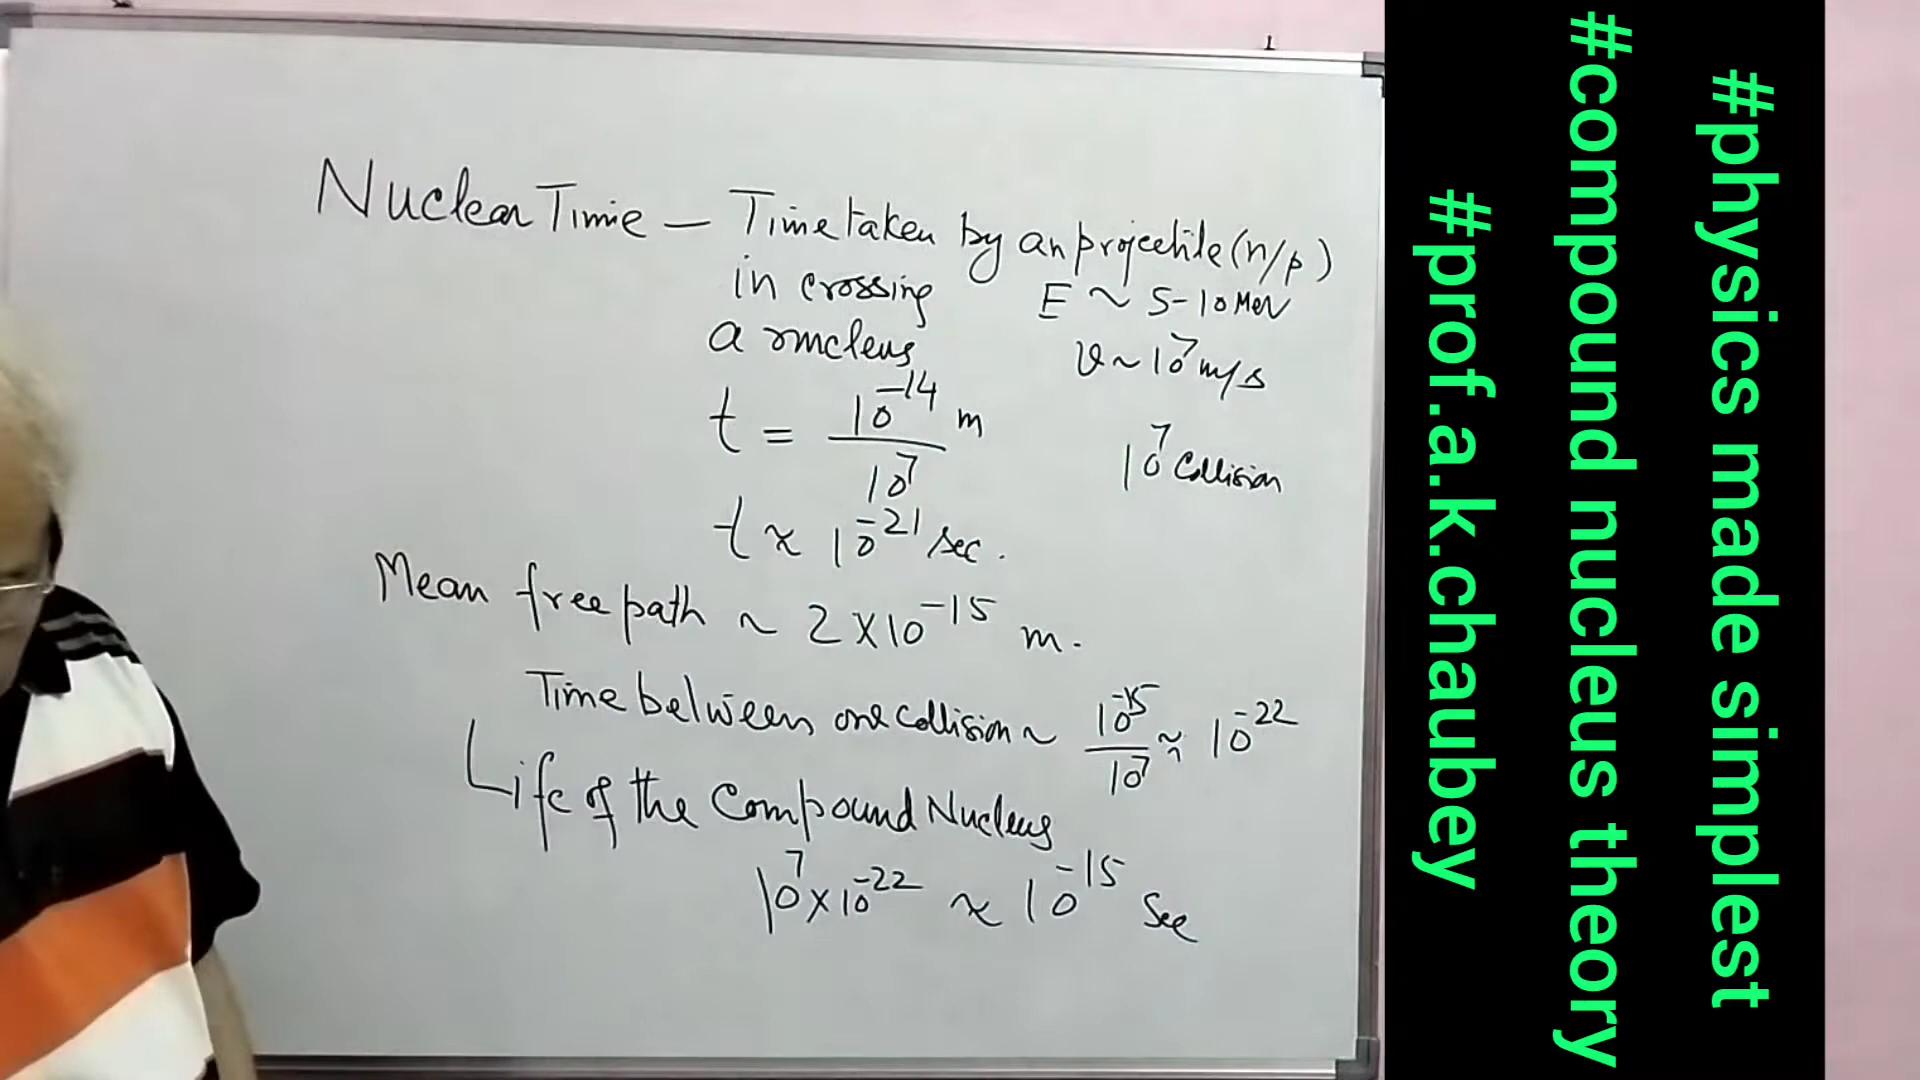 Nuclear Time — Time taken by an projectile (n/p)
in crossing E ~ 5-10 MeV
a nucleus v ~ 10⁷ m/s
t = 10⁻¹⁴ m / 10⁷
10⁷ Collision
t ≈ 10⁻²¹ sec.
Mean free path ~ 2×10⁻¹⁵ m.
Time between one collision ~ 10⁻¹⁵ / 10⁷ ≈ 10⁻²²
Life of the Compound Nucleus
10⁷ × 10⁻²² ≈ 10⁻¹⁵ Sec
#physics made simplest
#compound nucleus theory
#prof.a.k.chaubey